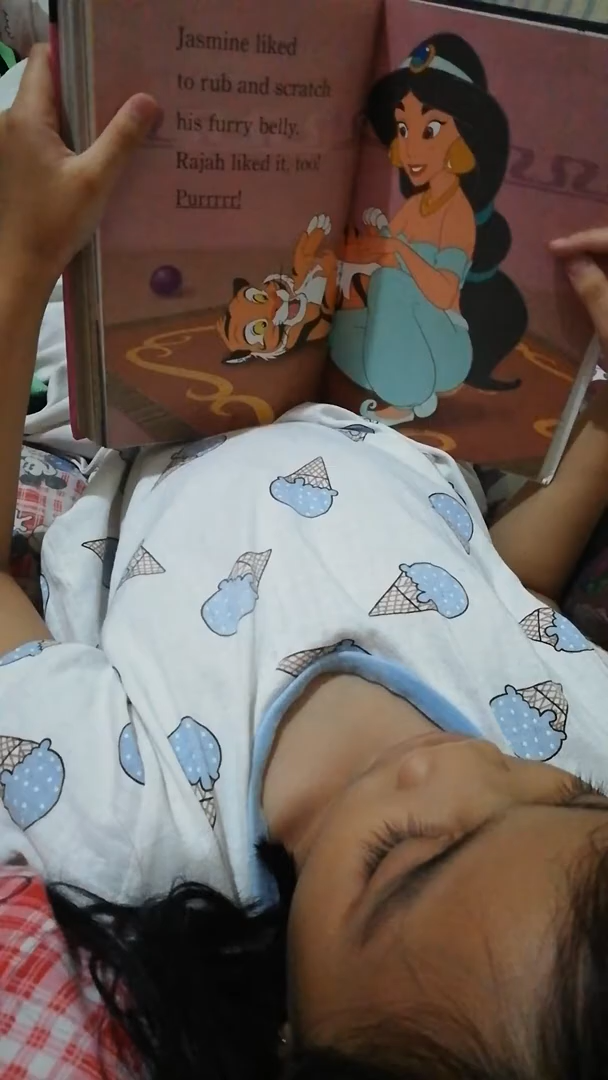 Jasmine liked
to rub and scratch
his furry belly.
Rajah liked it, too!
Purrrrr!